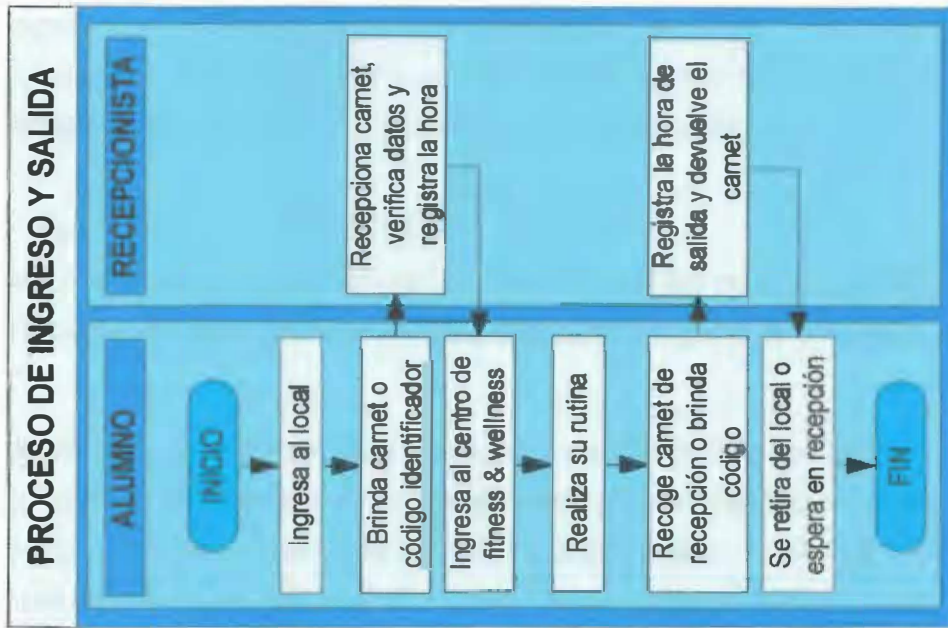 PROCESO DE INGRESO Y SALIDA
ALUMNO
RECEPCIONISTA
INICIO
Ingresa al local
Brinda carnet o
código identificador
Recepciona carnet,
verifica datos y
registra la hora
Ingresa al centro de
fitness & wellness
Realiza su rutina
Recoge carnet de
recepción o brinda
código
Registra la hora de
salida y devuelve el
carnet
Se retira del local o
espera en recepción
FIN